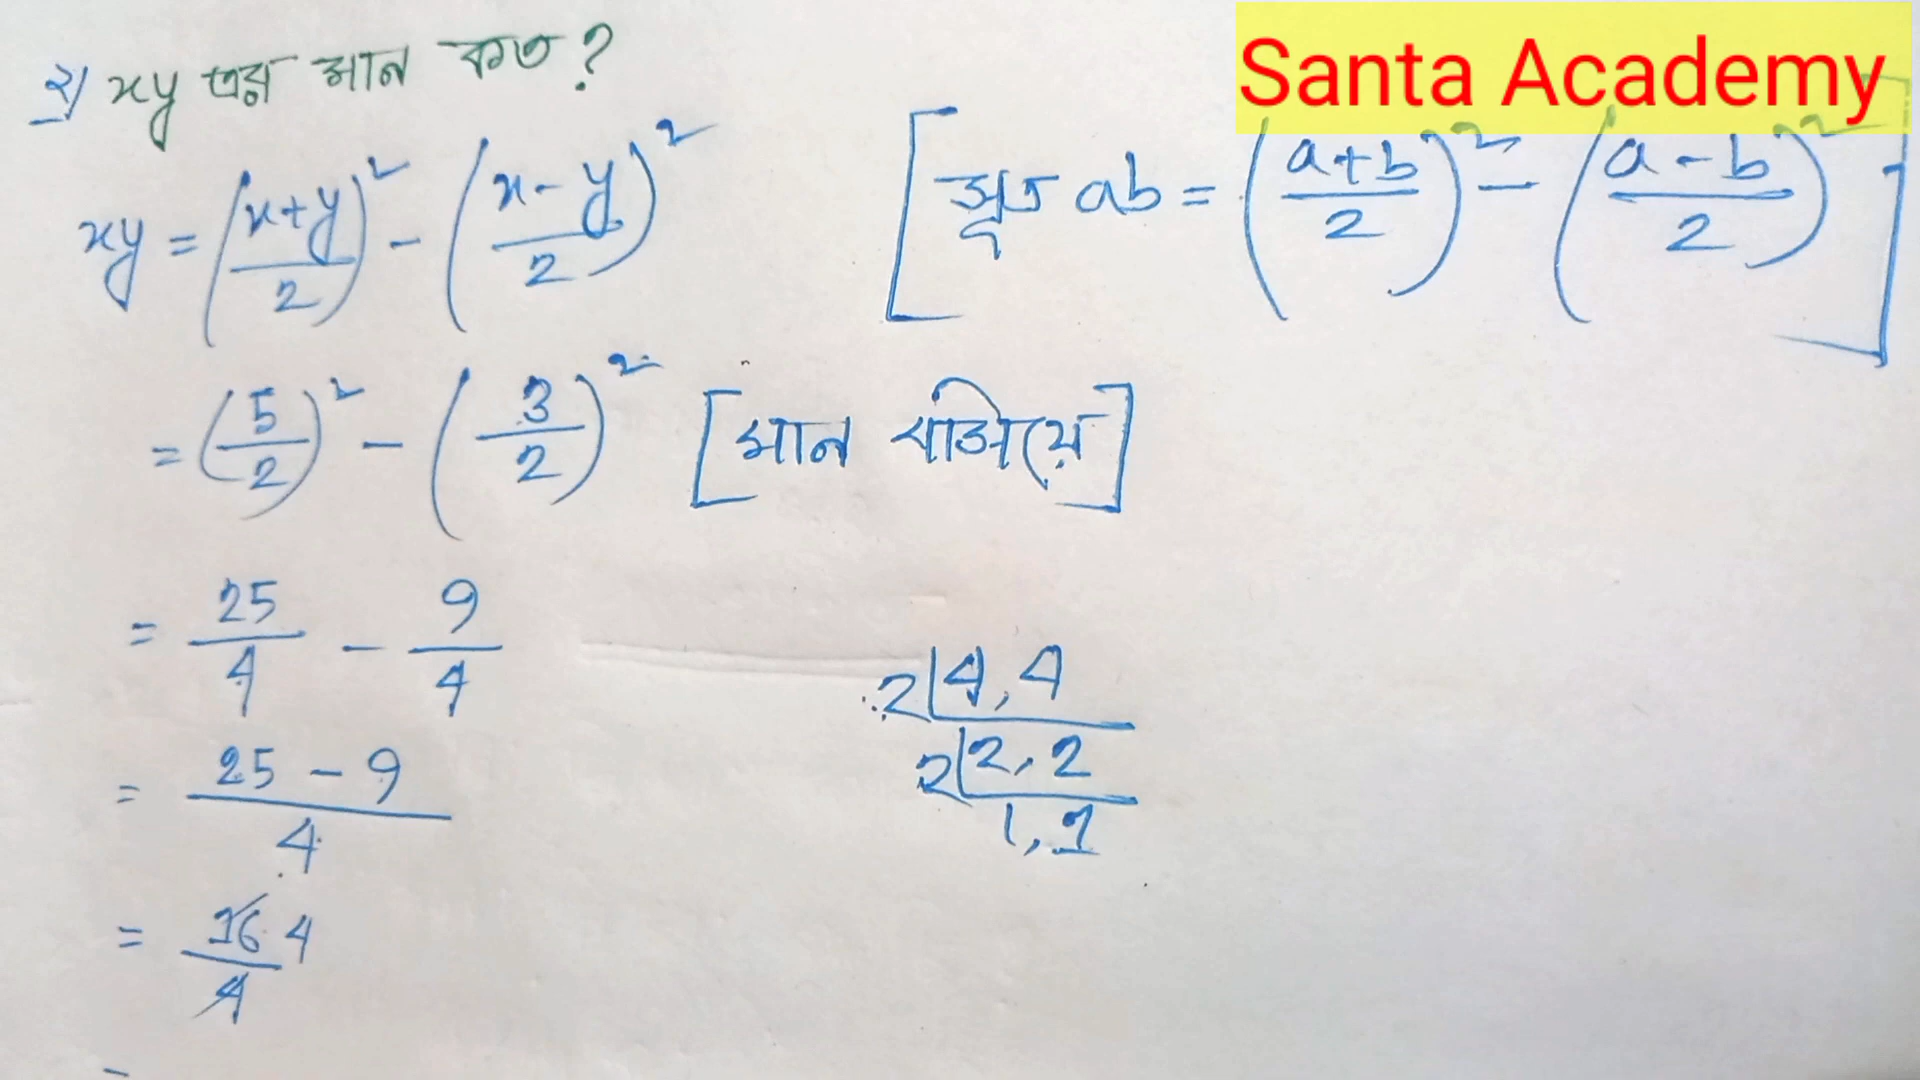 Santa Academy
২) xy এর মান কত?
xy = (x+y/2)² - (x-y/2)² [সূত্র ab = (a+b/2)² - (a-b/2)²]
= (5/2)² - (3/2)² [মান বসিয়ে]
= 25/4 - 9/4
= 25 - 9/4
= 16/4 4
2|4, 4
2|2, 2
1, 1